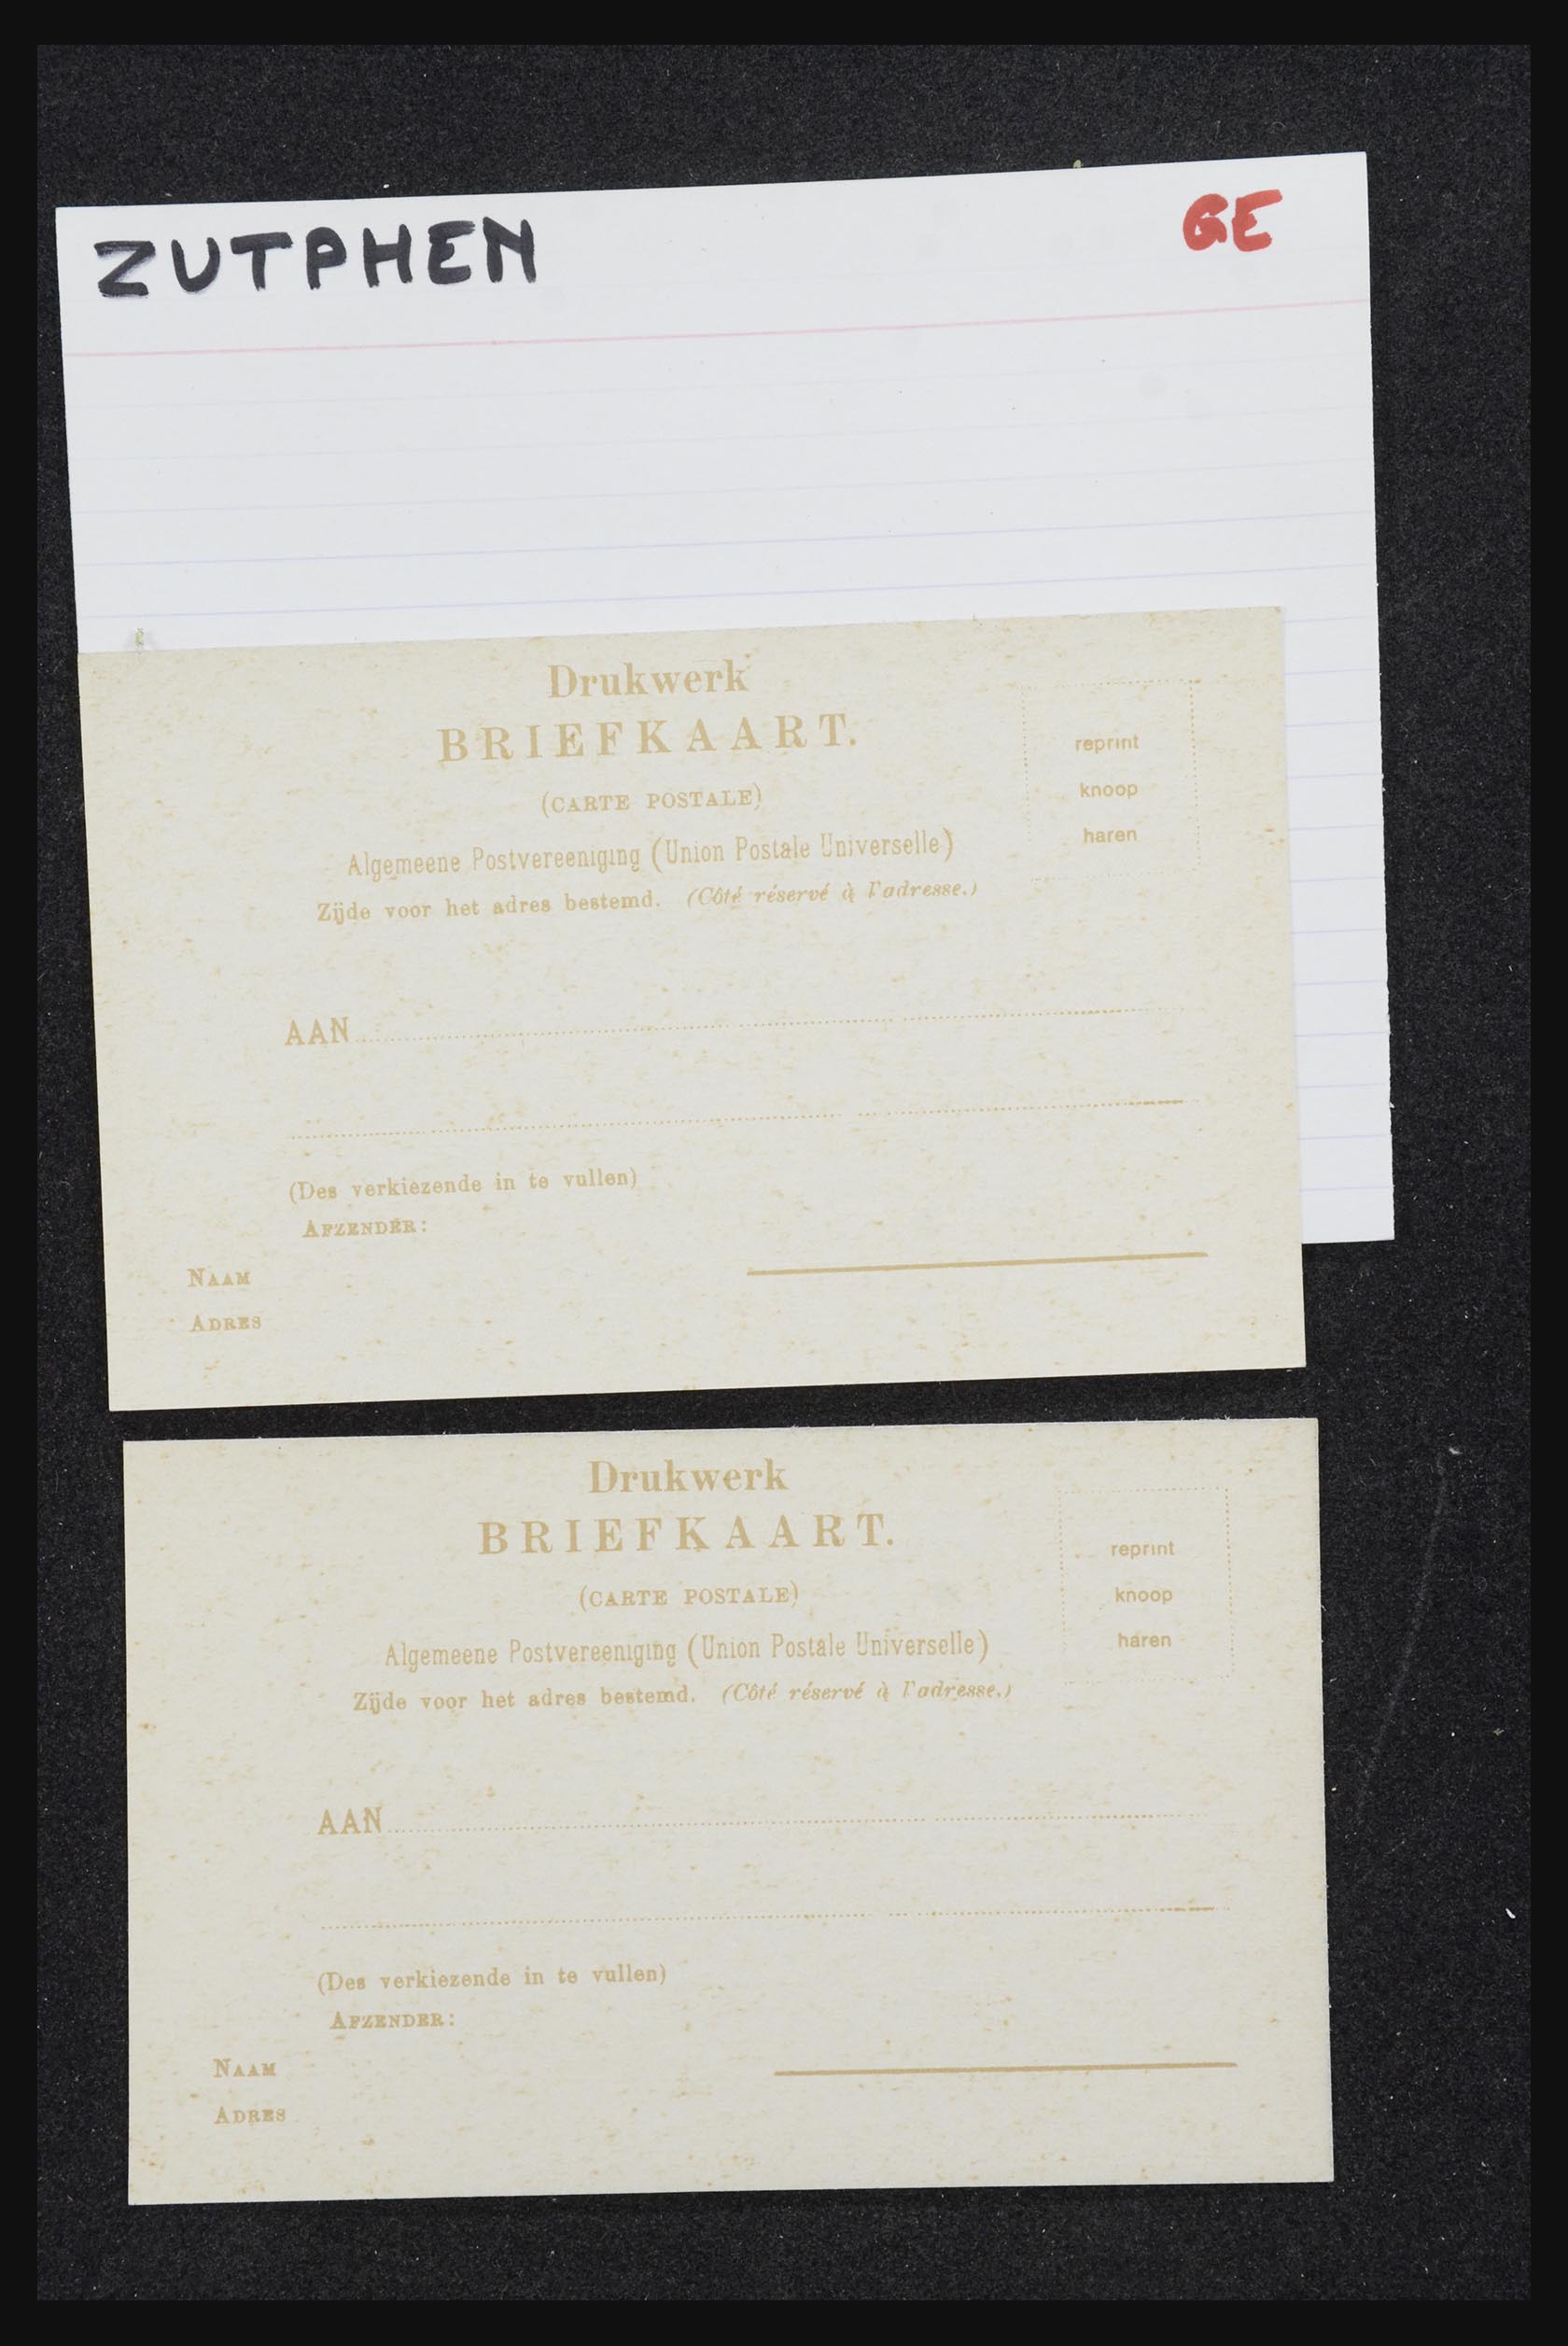 ZUTPHEN GE
Drukwerk
BRIEFKAART.
(CARTE POSTALE)
Algemeene Postvereeniging (Union Postale Universelle)
Zijde voor het adres bestemd. (Côté réservé à l'adresse.)
reprint
knoop
haren
AAN
(Des verkiezende in te vullen)
AFZENDER:
NAAM
ADRES
Drukwerk
BRIEFKAART.
(CARTE POSTALE)
Algemeene Postvereeniging (Union Postale Universelle)
Zijde voor het adres bestemd. (Côté réservé à l'adresse.)
reprint
knoop
haren
AAN
(Des verkiezende in te vullen)
AFZENDER:
NAAM
ADRES